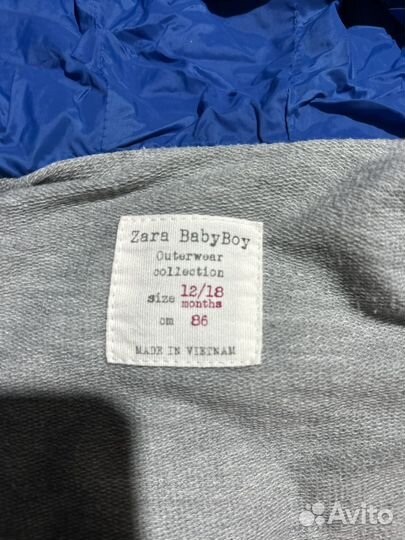 Zara BabyBoy
Outerwear
collection
size 12/18
months
cm 86
MADE IN VIETNAM
Avito